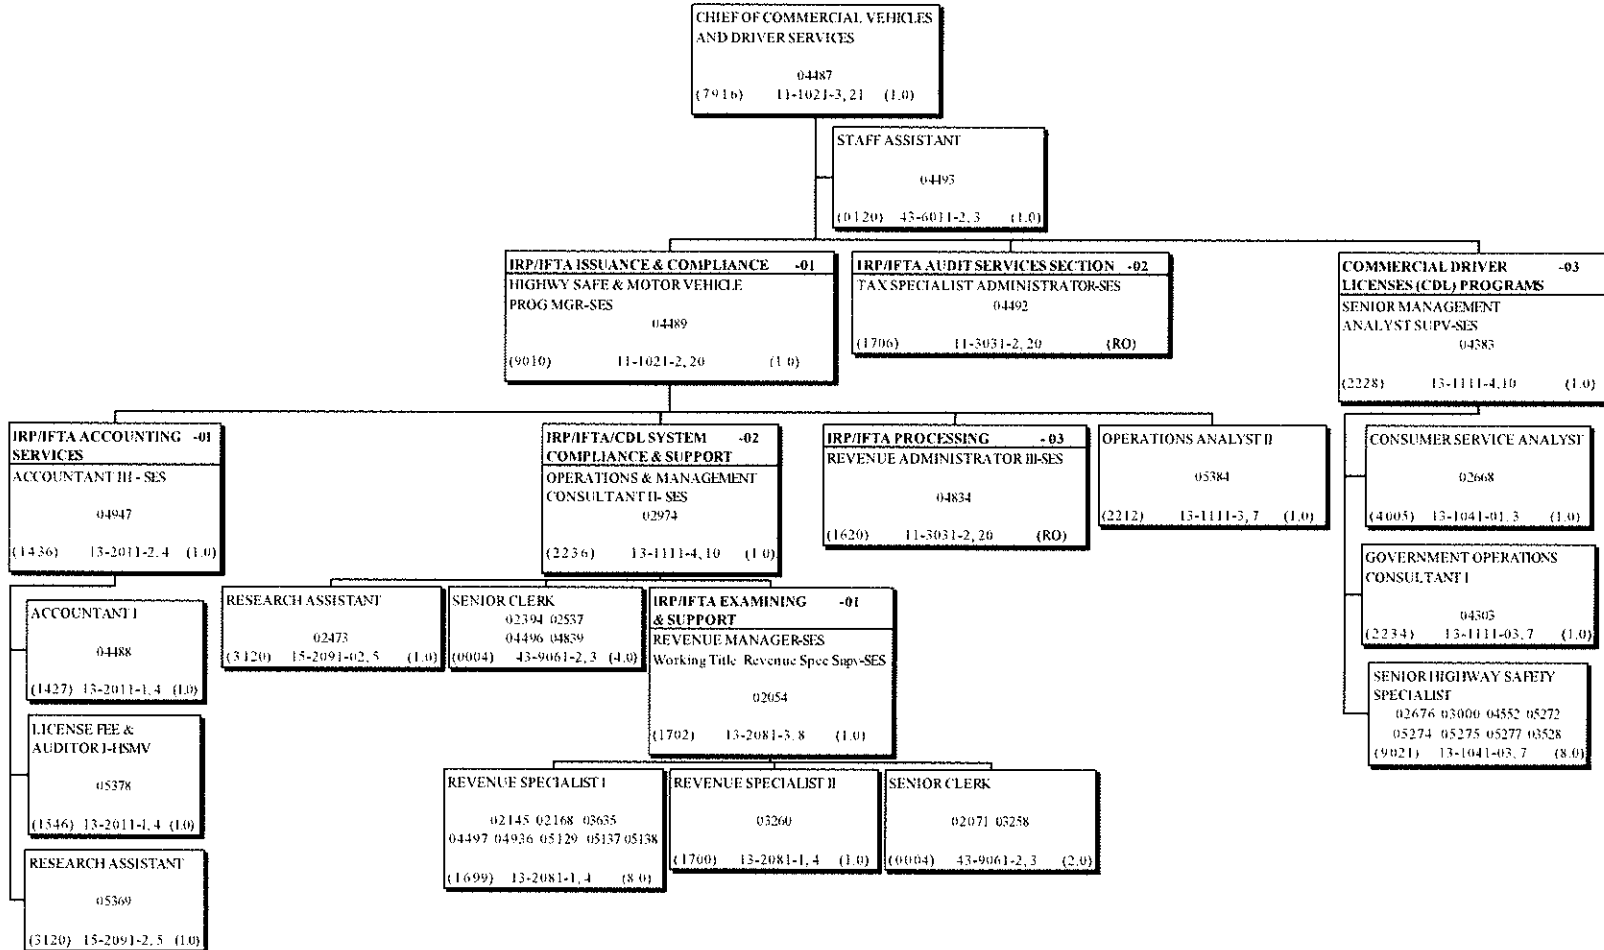 CHIEF OF COMMERCIAL VEHICLES
AND DRIVER SERVICES
04487
(7916) 11-1021-3, 21 (1.0)
STAFF ASSISTANT
04493
(0120) 43-6011-2, 3 (1.0)
IRP/IFTA ISSUANCE & COMPLIANCE -01
HIGHWY SAFE & MOTOR VEHICLE
PROG MGR-SES
04489
(9010) 11-1021-2, 20 (1.0)
IRP/IFTA AUDIT SERVICES SECTION -02
TAX SPECIALIST ADMINISTRATOR-SES
04492
(1706) 11-3031-2, 20 (RO)
COMMERCIAL DRIVER -03
LICENSES (CDL) PROGRAMS
SENIOR MANAGEMENT
ANALYST SUPV-SES
04383
(2228) 13-1111-4, 10 (1.0)
IRP/IFTA ACCOUNTING -01
SERVICES
ACCOUNTANT III - SES
04947
(1436) 13-2011-2, 4 (1.0)
IRP/IFTA/CDL SYSTEM -02
COMPLIANCE & SUPPORT
OPERATIONS & MANAGEMENT
CONSULTANT II- SES
02974
(2236) 13-1111-4, 10 (1.0)
IRP/IFTA PROCESSING -03
REVENUE ADMINISTRATOR III-SES
04834
(1620) 11-3031-2, 20 (RO)
OPERATIONS ANALYST II
05384
(2212) 13-1111-3, 7 (1.0)
CONSUMER SERVICE ANALYST
02668
(4005) 13-1041-01, 3 (1.0)
GOVERNMENT OPERATIONS
CONSULTANT I
04303
(2234) 13-1111-03, 7 (1.0)
SENIOR HIGHWAY SAFETY
SPECIALIST
02676 03000 04552 05272
05274 05275 05277 03528
(9021) 13-1041-03, 7 (8.0)
ACCOUNTANT I
04488
(1427) 13-2011-1, 4 (1.0)
LICENSE FEE &
AUDITOR I-HSMV
05378
(1546) 13-2011-1, 4 (1.0)
RESEARCH ASSISTANT
05369
(3120) 15-2091-2, 5 (1.0)
RESEARCH ASSISTANT
02473
(3120) 15-2091-02, 5 (1.0)
SENIOR CLERK
02394 02537
04496 04839
(0004) 43-9061-2, 3 (4.0)
IRP/IFTA EXAMINING -01
& SUPPORT
REVENUE MANAGER-SES
Working Title Revenue Spec Supv-SES
02054
(1702) 13-2081-3, 8 (1.0)
REVENUE SPECIALIST I
02145 02168 03635
04497 04936 05129 05137 05138
(1699) 13-2081-1, 4 (8.0)
REVENUE SPECIALIST II
03260
(1700) 13-2081-1, 4 (1.0)
SENIOR CLERK
02071 03258
(0004) 43-9061-2, 3 (2.0)